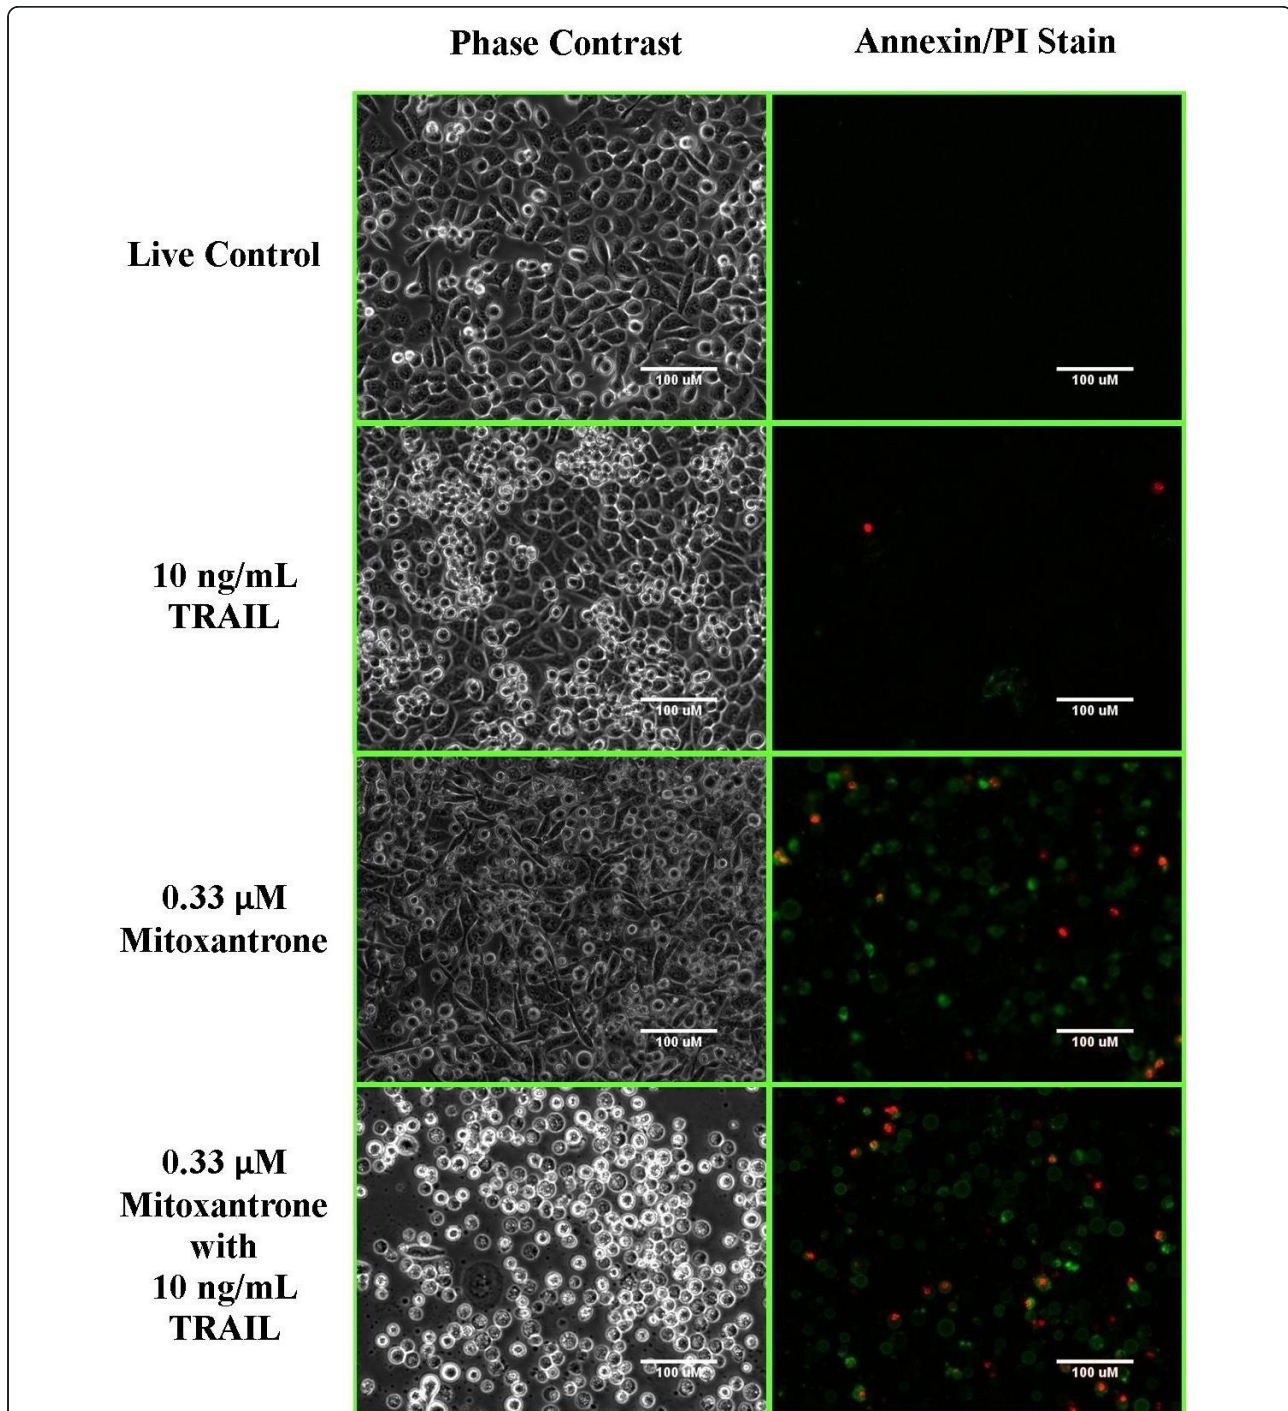 Phase Contrast
Annexin/PI Stain
Live Control
100 uM
100 uM
10 ng/mL
TRAIL
100 uM
100 uM
0.33 μM
Mitoxantrone
100 uM
100 uM
0.33 μM
Mitoxantrone
with
10 ng/mL
TRAIL
100 uM
100 uM